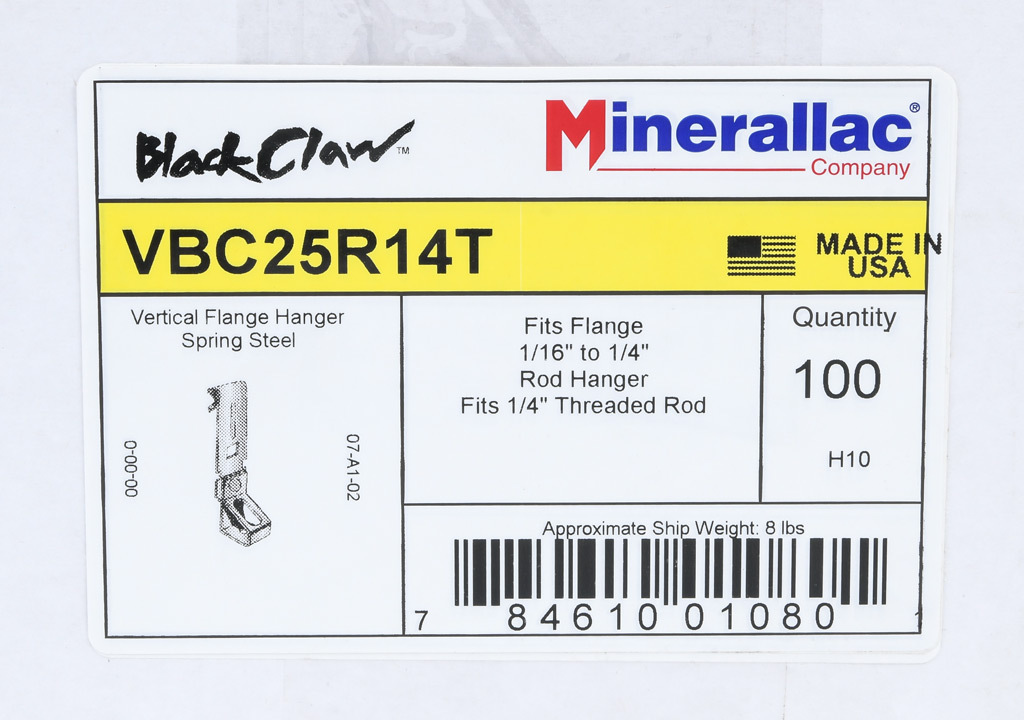 Black Claw™
Minerallac®
Company
VBC25R14T
MADE IN
USA
Vertical Flange Hanger
Spring Steel
0-00-00
07-A1-02
Fits Flange
1/16" to 1/4"
Rod Hanger
Fits 1/4" Threaded Rod
Quantity
100
H10
Approximate Ship Weight: 8 lbs
7 84610 01080 1